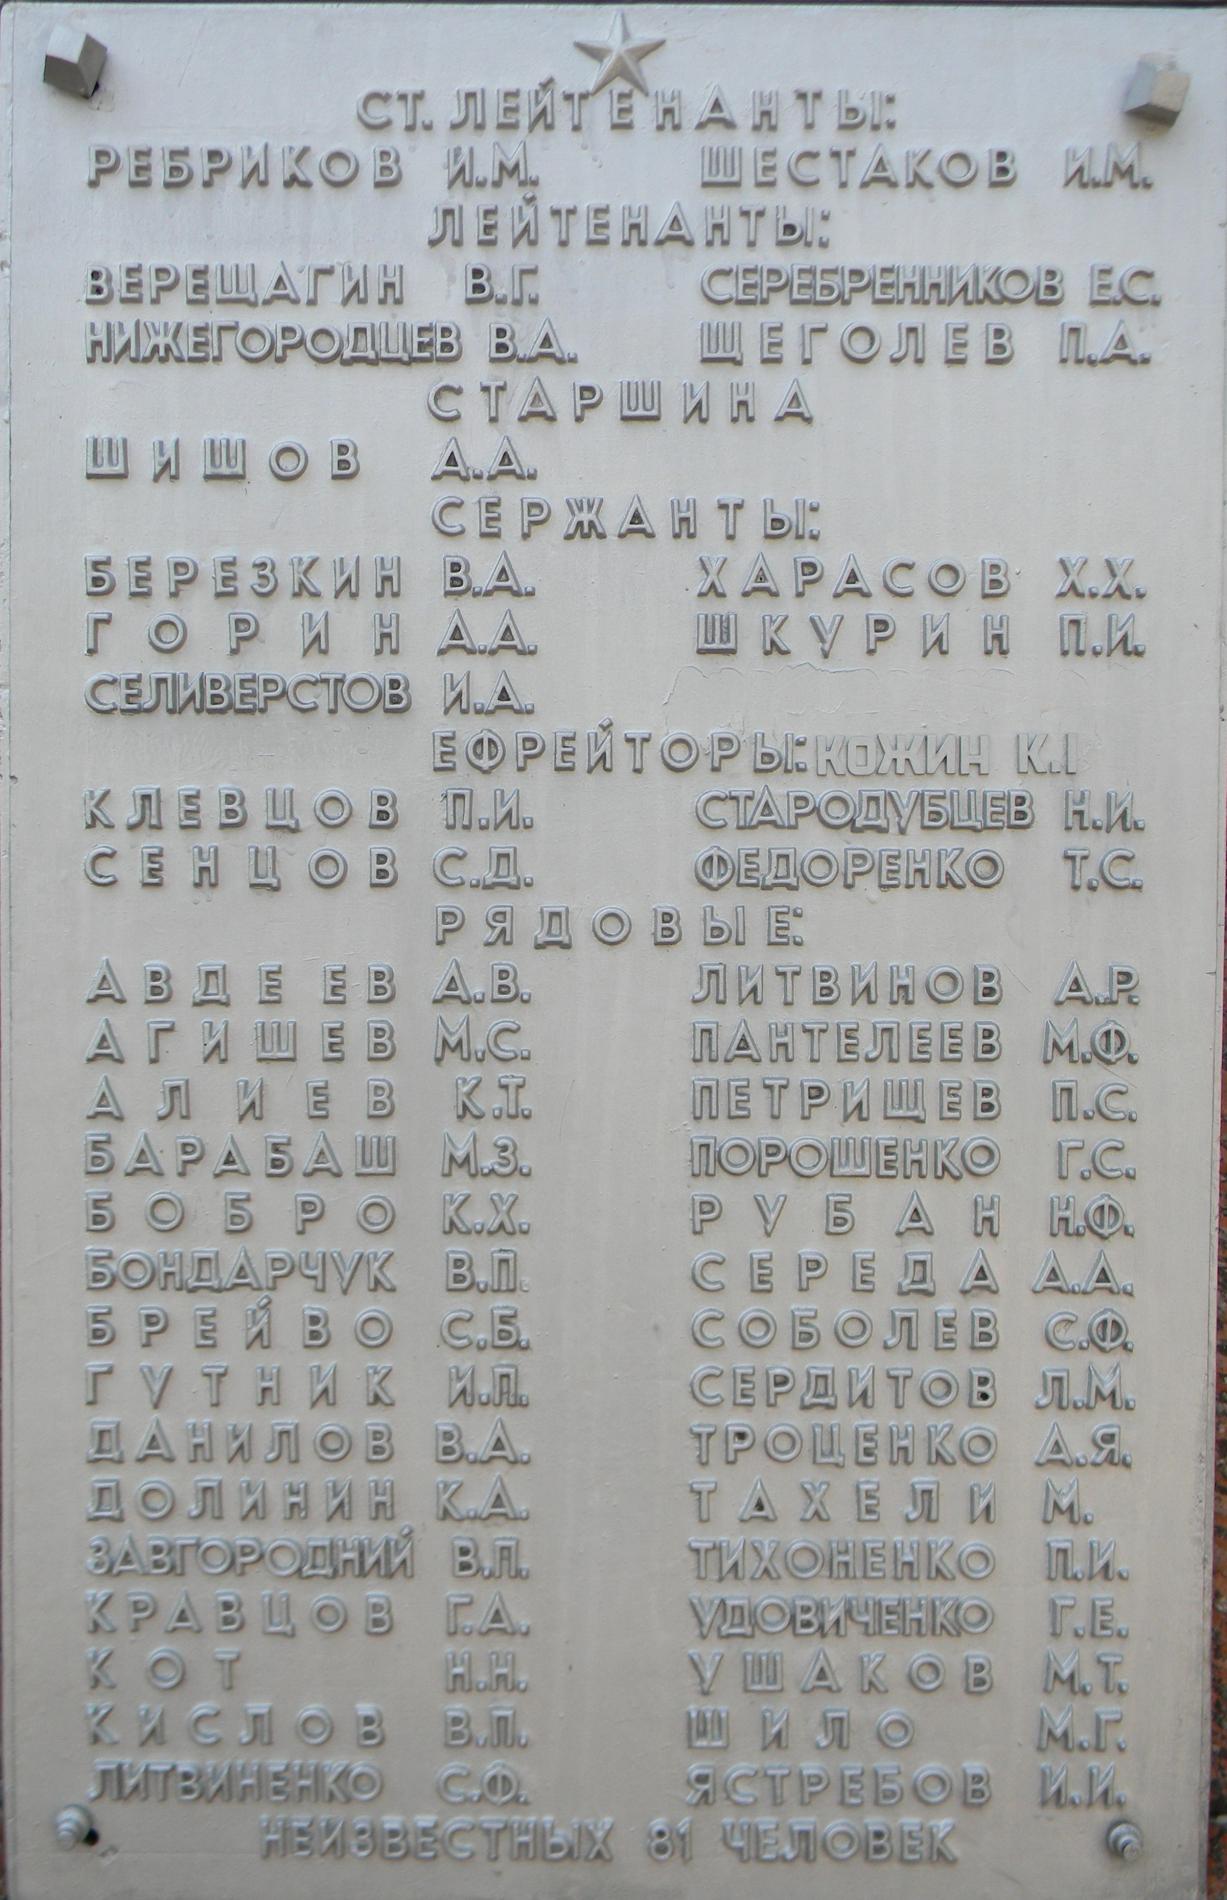 СТ. ЛЕЙТЕНАНТЫ:
РЕБРИКОВ И.М. ШЕСТАКОВ И.М.
ЛЕЙТЕНАНТЫ:
ВЕРЕЩАГИН В.Г. СЕРЕБРЕННИКОВ Е.С.
НИЖЕГОРОДЦЕВ В.А. ЩЕГОЛЕВ П.А.
СТАРШИНА
ШИШОВ А.А.
СЕРЖАНТЫ:
БЕРЕЗКИН В.А. ХАРАСОВ Х.Х.
ГОРИН А.А. ШКУРИН П.И.
СЕЛИВЕРСТОВ И.А.
ЕФРЕЙТОРЫ: КОЖИН К.
КЛЕВЦОВ П.И. СТАРОДУБЦЕВ Н.И.
СЕНЦОВ С.Д. ФЕДОРЕНКО Т.С.
РЯДОВЫЕ:
АВДЕЕВ А.В. ЛИТВИНОВ А.Р.
АГИШЕВ М.С. ПАНТЕЛЕЕВ М.Ф.
АЛИЕВ К.Т. ПЕТРИЩЕВ П.С.
БАРАБАШ М.З. ПОРОШЕНКО Г.С.
БОБРО К.Х. РУБАН Н.Ф.
БОНДАРЧУК В.П. СЕРЕДА А.А.
БРЕЙВО С.Б. СОБОЛЕВ С.Ф.
ГУТНИК И.П. СЕРДИТОВ Л.М.
ДАНИЛОВ В.А. ТРОЦЕНКО А.Я.
ДОЛИНИН К.А. ТАХЕЛИ М.
ЗАВГОРОДНИЙ В.П. ТИХОНЕНКО П.И.
КРАВЦОВ Г.А. УДОВИЧЕНКО Г.Е.
КОТ Н.Н. УШАКОВ М.Т.
КИСЛОВ В.П. ШИЛО М.Г.
ЛИТВИНЕНКО С.Ф. ЯСТРЕБОВ И.И.
НЕИЗВЕСТНЫХ 81 ЧЕЛОВЕК